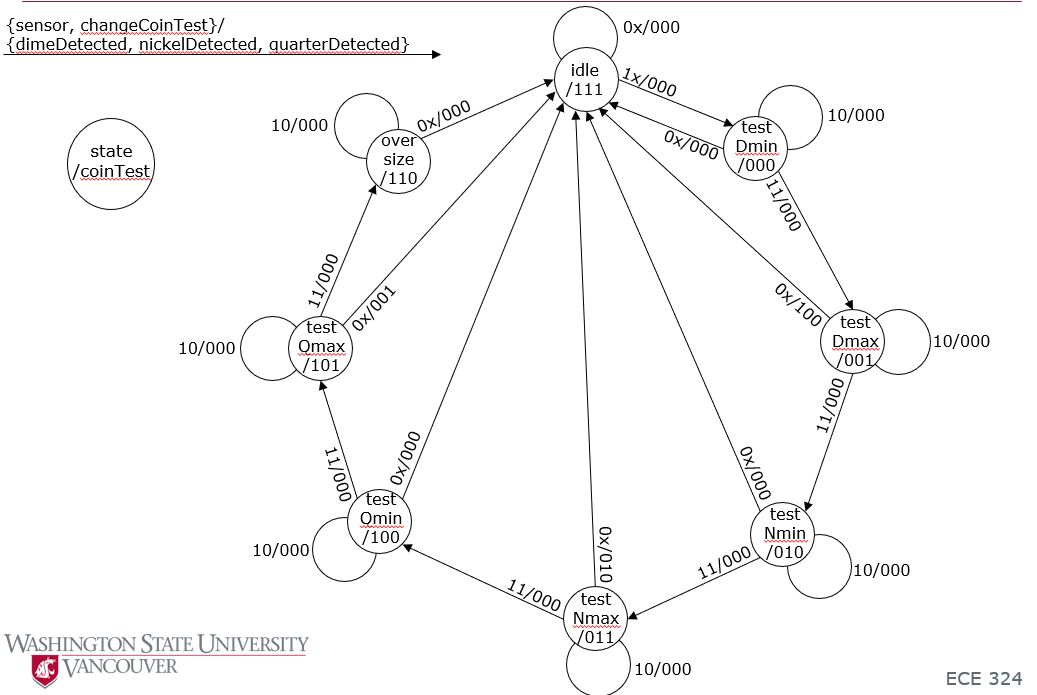 {sensor, changeCoinTest}/
{dimeDetected, nickelDetected, quarterDetected}
state
/coinTest
0x/000
idle
/111
1x/000
10/000
test
Dmin
/000
0x/000
11/000
10/000
over
size
/110
0x/000
11/000
0x/001
10/000
test
Qmax
/101
0x/100
test
Dmax
/001
10/000
11/000
11/000
0x/000
test
Qmin
/100
10/000
0x/000
test
Nmin
/010
10/000
11/000
0x/010
11/000
test
Nmax
/011
10/000
WASHINGTON STATE UNIVERSITY
VANCOUVER
ECE 324